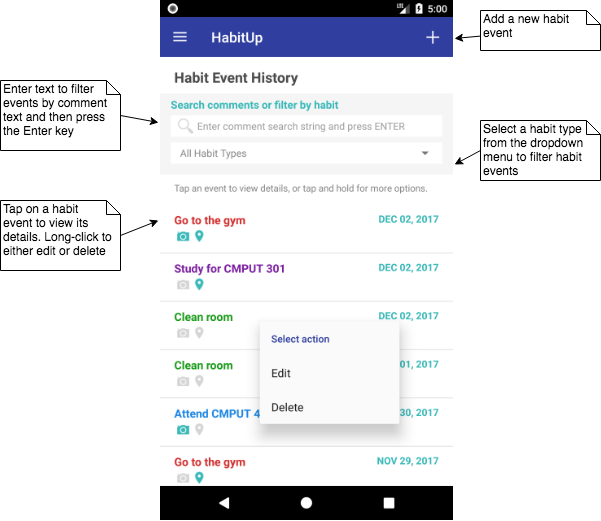 LTE 5:00
HabitUp
Add a new habit
event
Habit Event History
Enter text to filter
events by comment
text and then press
the Enter key
Search comments or filter by habit
Enter comment search string and press ENTER
All Habit Types
Select a habit type
from the dropdown
menu to filter habit
events
Tap an event to view details, or tap and hold for more options.
Tap on a habit
event to view its
details. Long-click to
either edit or delete
Go to the gym DEC 02, 2017
Study for CMPUT 301 DEC 02, 2017
Clean room DEC 02, 2017
Select action
Clean room 01, 2017
Edit
Delete
Attend CMPUT 4 30, 2017
Go to the gym NOV 29, 2017